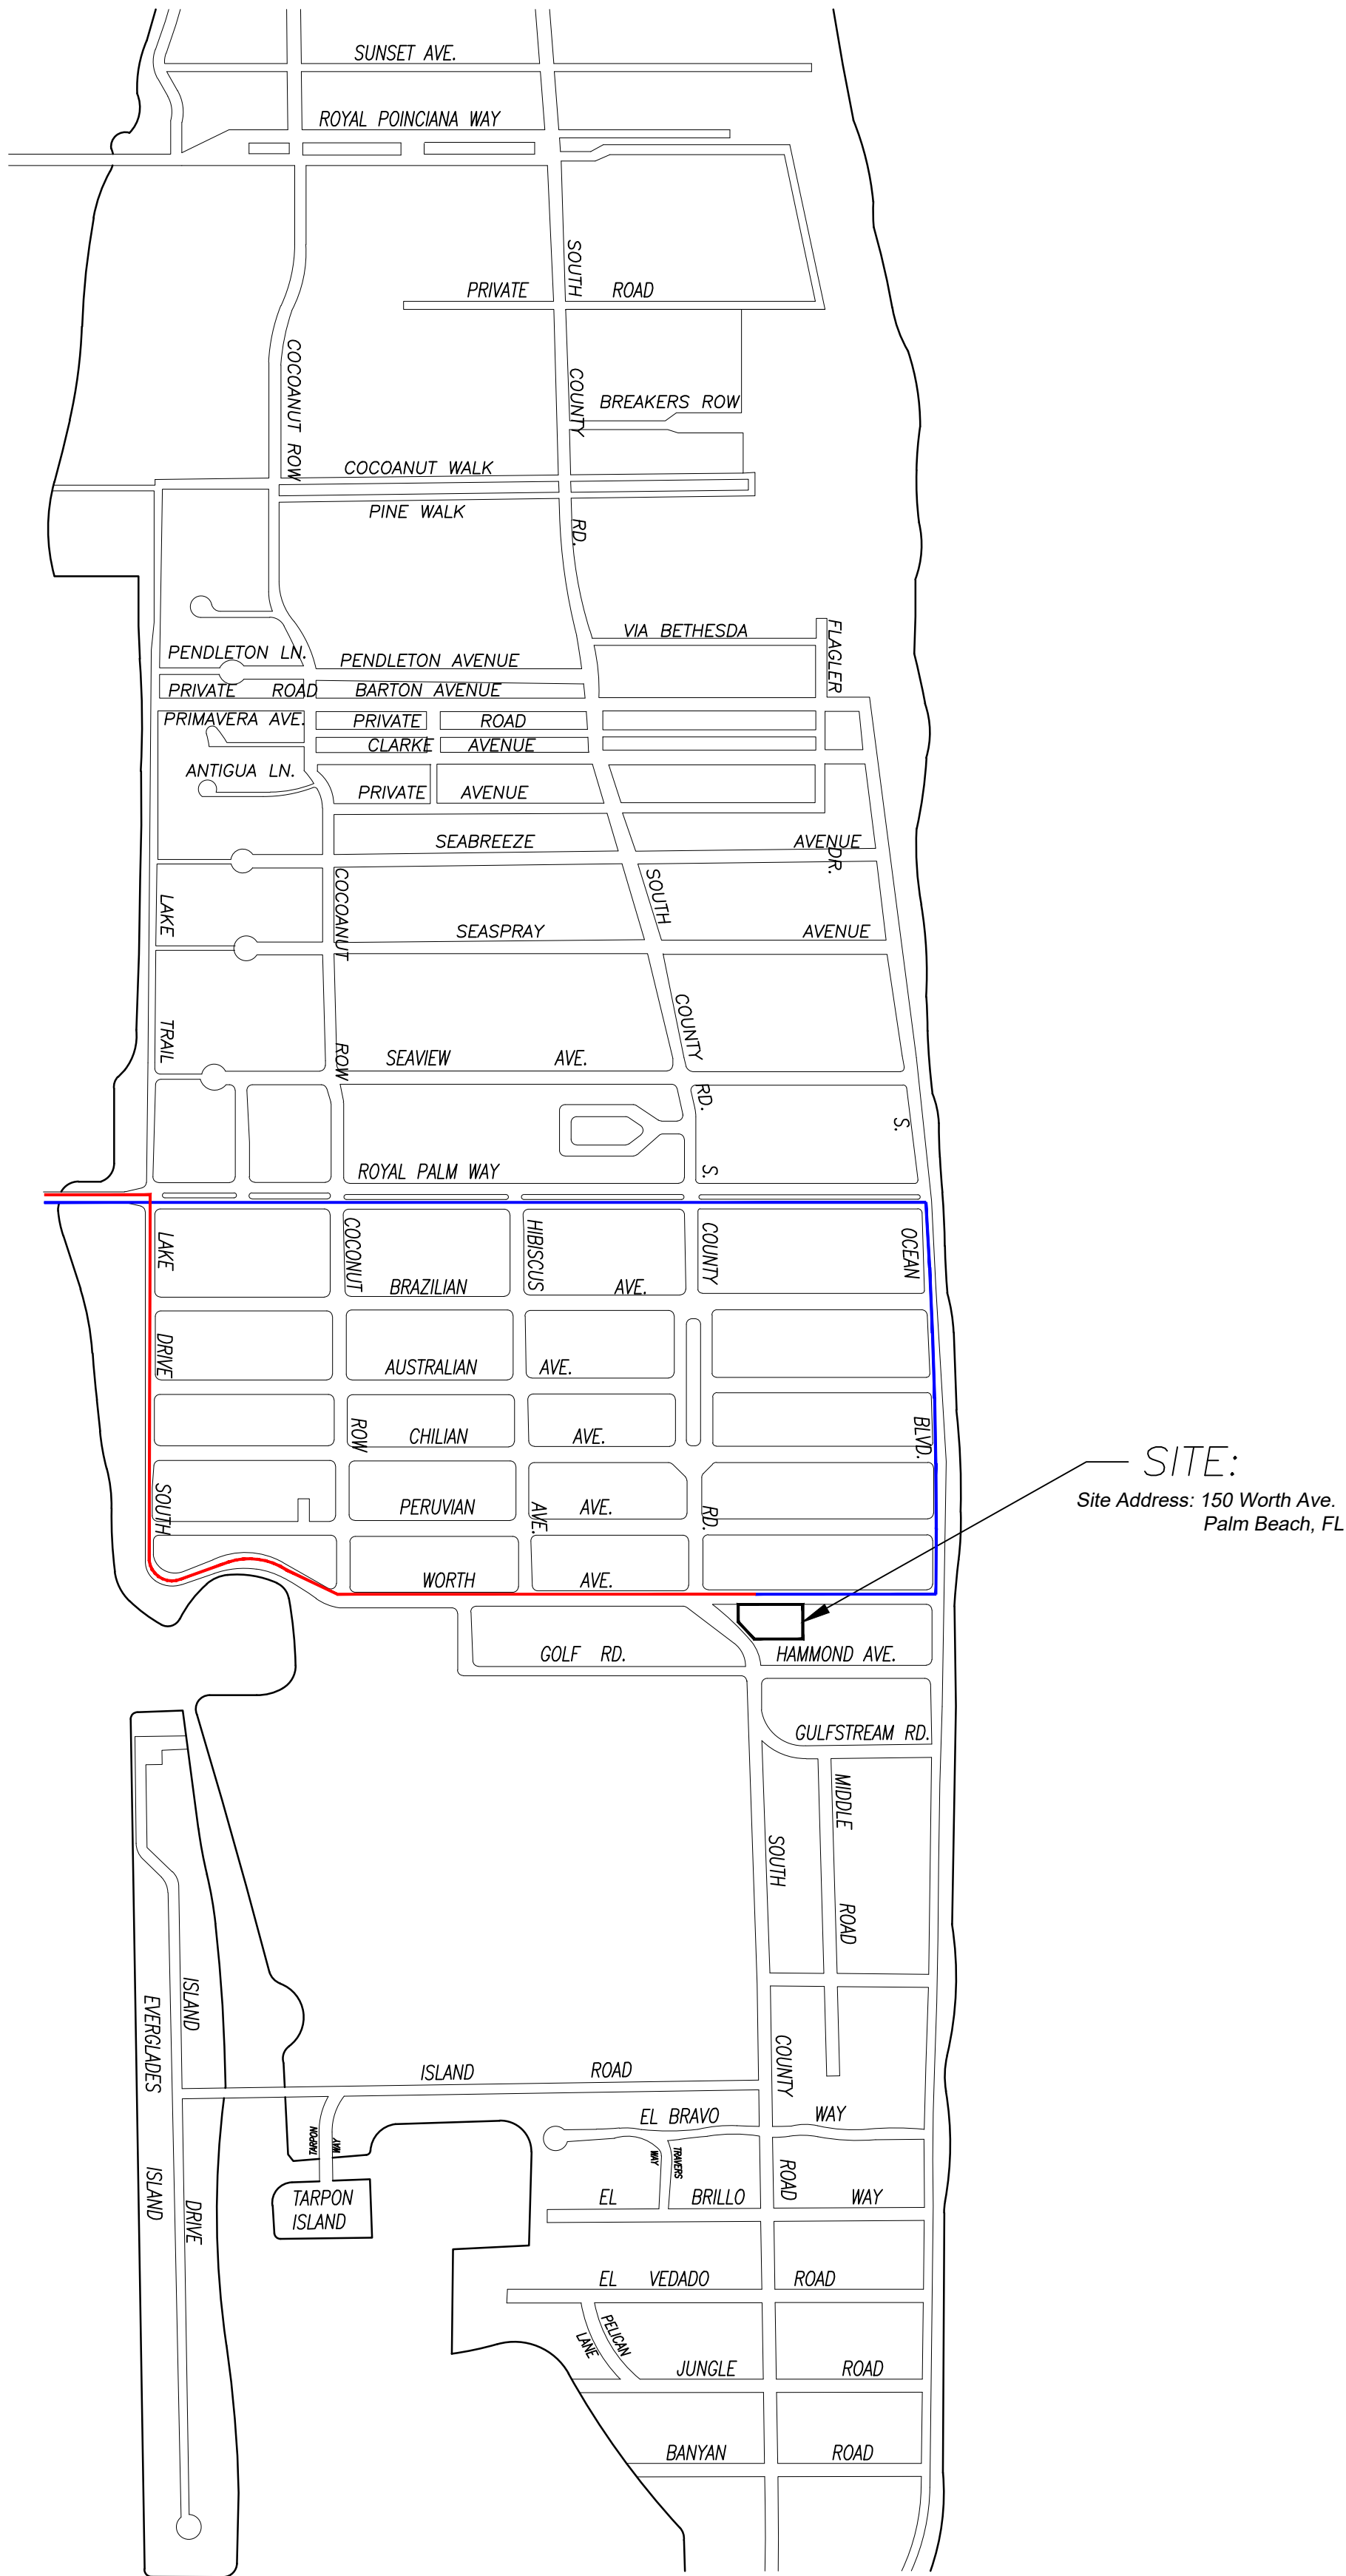 SUNSET AVE.
ROYAL POINCIANA WAY
SOUTH
PRIVATE ROAD
COCOANUT ROW
COUNTY
BREAKERS ROW
COCOANUT WALK
PINE WALK
RD.
VIA BETHESDA
FLAGLER
PENDLETON LN.
PENDLETON AVENUE
PRIVATE ROAD
BARTON AVENUE
PRIMAVERA AVE.
PRIVATE ROAD
CLARKE AVENUE
ANTIGUA LN.
PRIVATE AVENUE
SEABREEZE AVENUE
DR.
LAKE
COCOANUT
SOUTH
SEASPRAY AVENUE
TRAIL
COUNTY
ROW
SEAVIEW AVE.
RD.
S.
ROYAL PALM WAY
S.
LAKE
COCONUT
HIBISCUS
COUNTY
OCEAN
BRAZILIAN AVE.
DRIVE
AUSTRALIAN AVE.
ROW
CHILIAN AVE.
BLVD.
SITE:
Site Address: 150 Worth Ave.
Palm Beach, FL
SOUTH
PERUVIAN AVE.
AVE.
RD.
WORTH AVE.
GOLF RD.
HAMMOND AVE.
GULFSTREAM RD.
MIDDLE
SOUTH
ROAD
ISLAND
EVERGLADES
COUNTY
ISLAND ROAD
EL BRAVO WAY
TARPON
WAY
WAY
TRAVERS
ROAD
ISLAND
DRIVE
TARPON
ISLAND
EL BRILLO WAY
EL VEDADO ROAD
PELICAN
LANE
JUNGLE ROAD
BANYAN ROAD